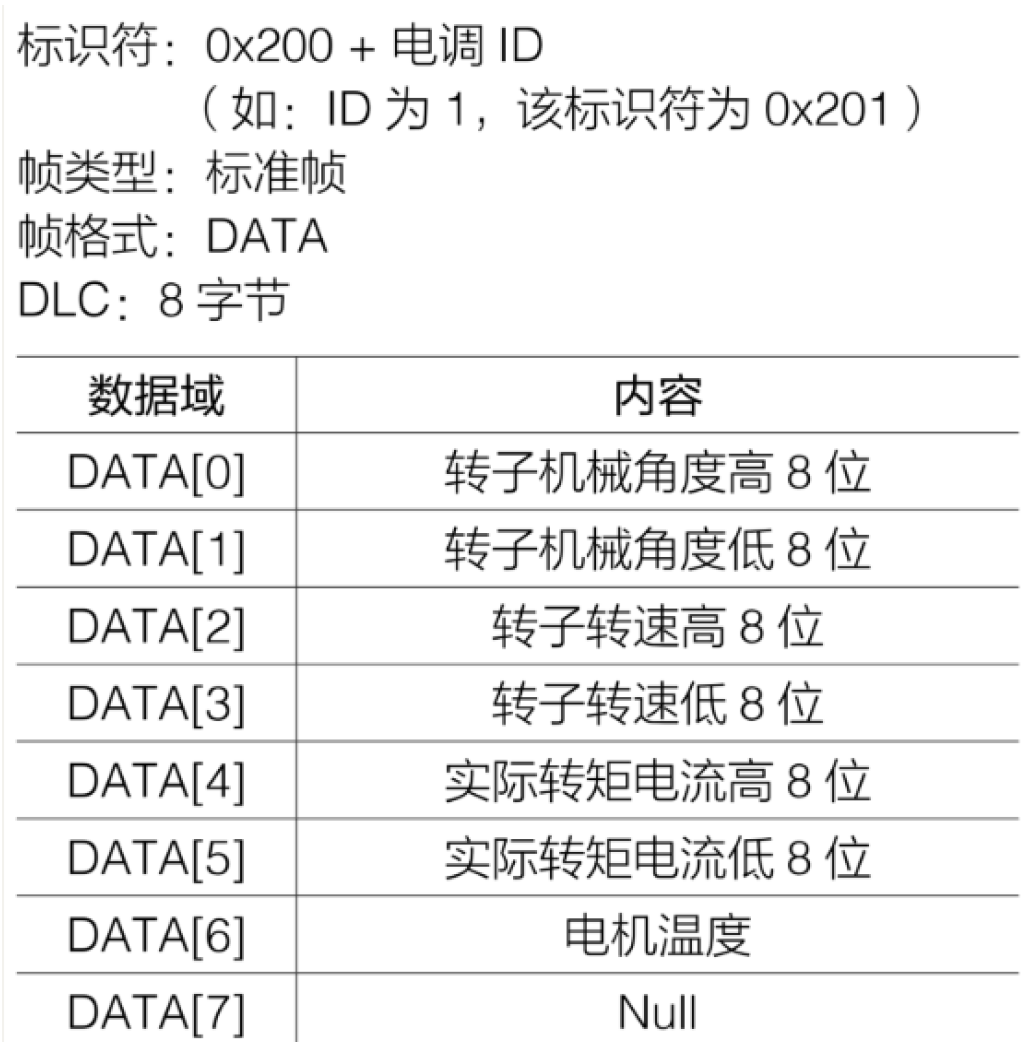 标识符：0x200 + 电调 ID
（如：ID 为 1，该标识符为 0x201）
帧类型：标准帧
帧格式：DATA
DLC：8 字节
数据域 内容
DATA[0] 转子机械角度高 8 位
DATA[1] 转子机械角度低 8 位
DATA[2] 转子转速高 8 位
DATA[3] 转子转速低 8 位
DATA[4] 实际转矩电流高 8 位
DATA[5] 实际转矩电流低 8 位
DATA[6] 电机温度
DATA[7] Null